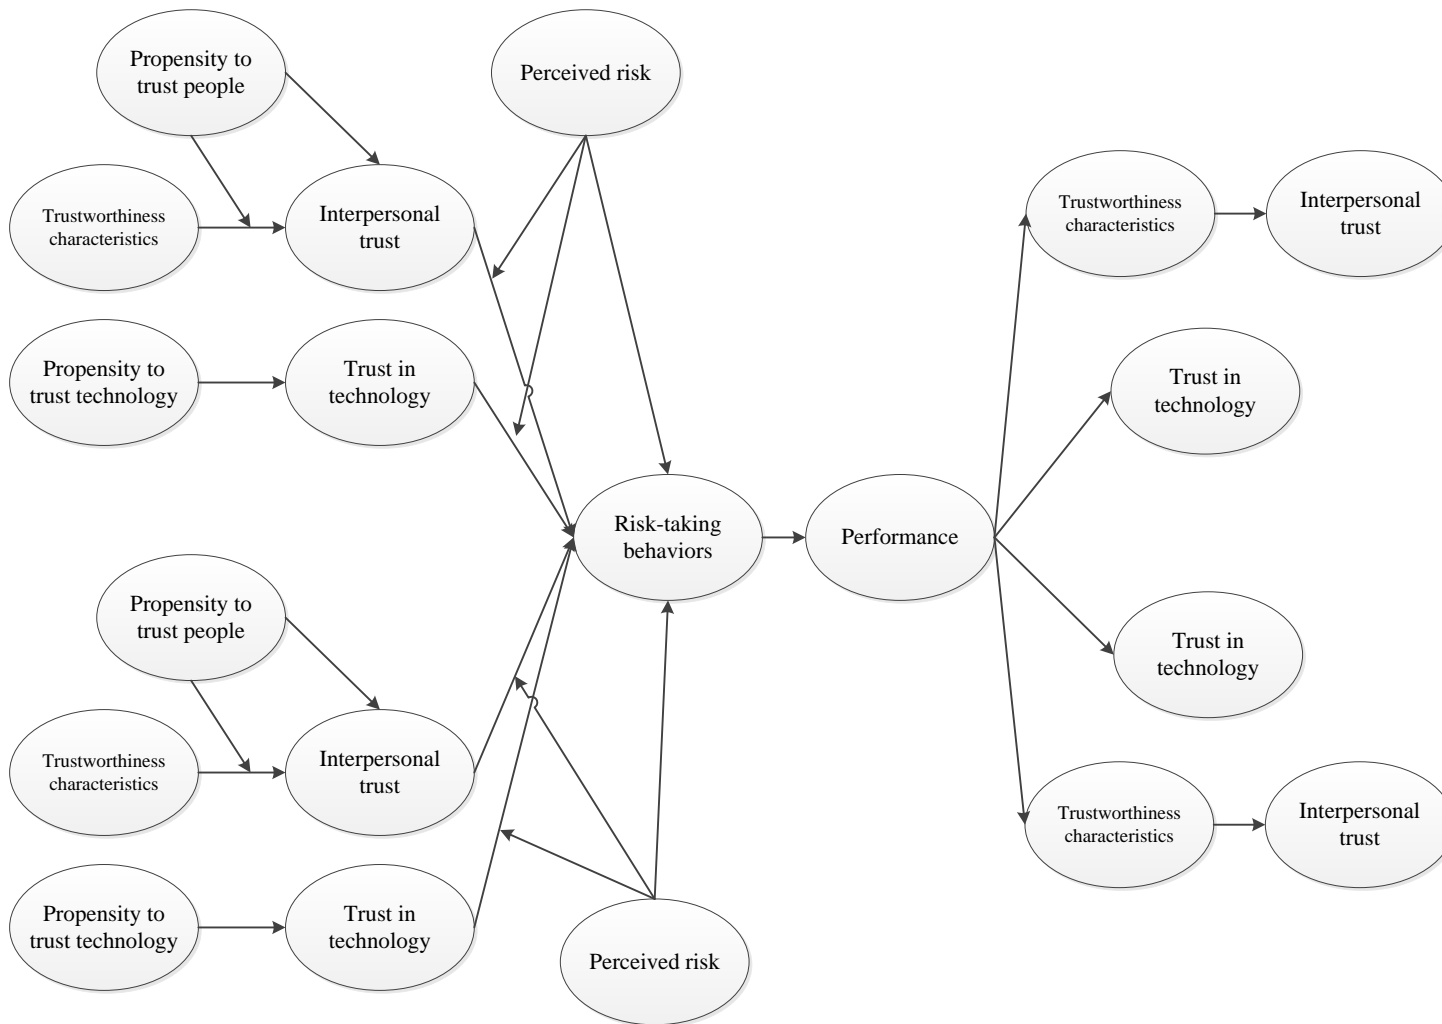 Propensity to
trust people
Perceived risk
Trustworthiness
characteristics
Interpersonal
trust
Propensity to
trust technology
Trust in
technology
Risk-taking
behaviors
Performance
Propensity to
trust people
Trustworthiness
characteristics
Interpersonal
trust
Propensity to
trust technology
Trust in
technology
Perceived risk
Trustworthiness
characteristics
Interpersonal
trust
Trust in
technology
Trust in
technology
Trustworthiness
characteristics
Interpersonal
trust